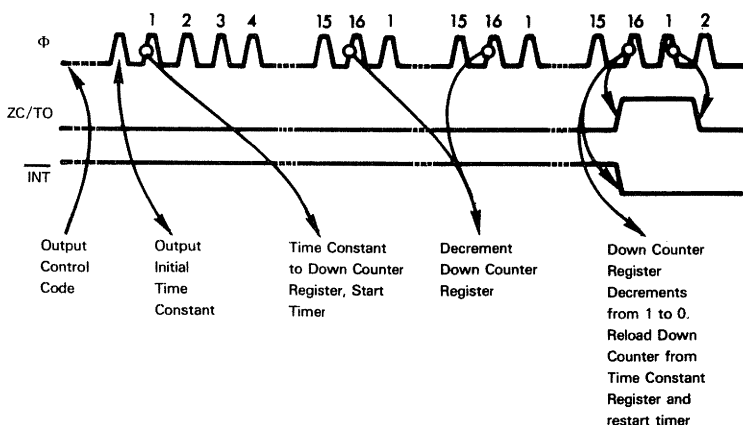 1 2 3 4 15 16 1 15 16 1 15 16 1 2
Φ
ZC/TO
INT
Output
Control
Code
Output
Initial
Time
Constant
Time Constant
to Down Counter
Register, Start
Timer
Decrement
Down Counter
Register
Down Counter
Register
Decrements
from 1 to 0.
Reload Down
Counter from
Time Constant
Register and
restart timer